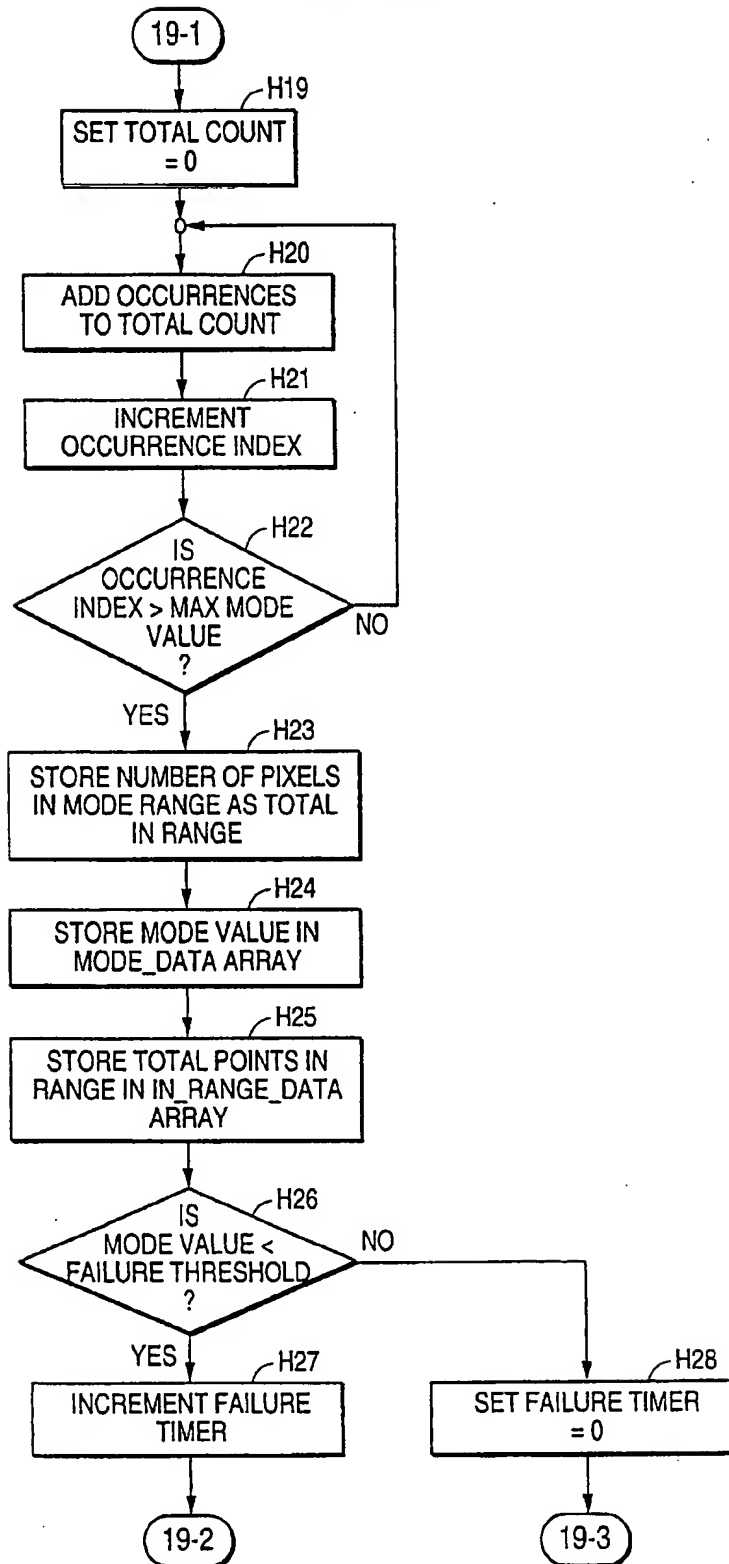 19-1
H19
SET TOTAL COUNT
= 0
H20
ADD OCCURRENCES
TO TOTAL COUNT
H21
INCREMENT
OCCURRENCE INDEX
H22
IS
OCCURRENCE
INDEX > MAX MODE
VALUE
?
NO
YES
H23
STORE NUMBER OF PIXELS
IN MODE RANGE AS TOTAL
IN RANGE
H24
STORE MODE VALUE IN
MODE_DATA ARRAY
H25
STORE TOTAL POINTS IN
RANGE IN IN_RANGE_DATA
ARRAY
H26
IS
MODE VALUE <
FAILURE THRESHOLD
?
NO
YES
H27
INCREMENT FAILURE
TIMER
H28
SET FAILURE TIMER
= 0
19-2
19-3